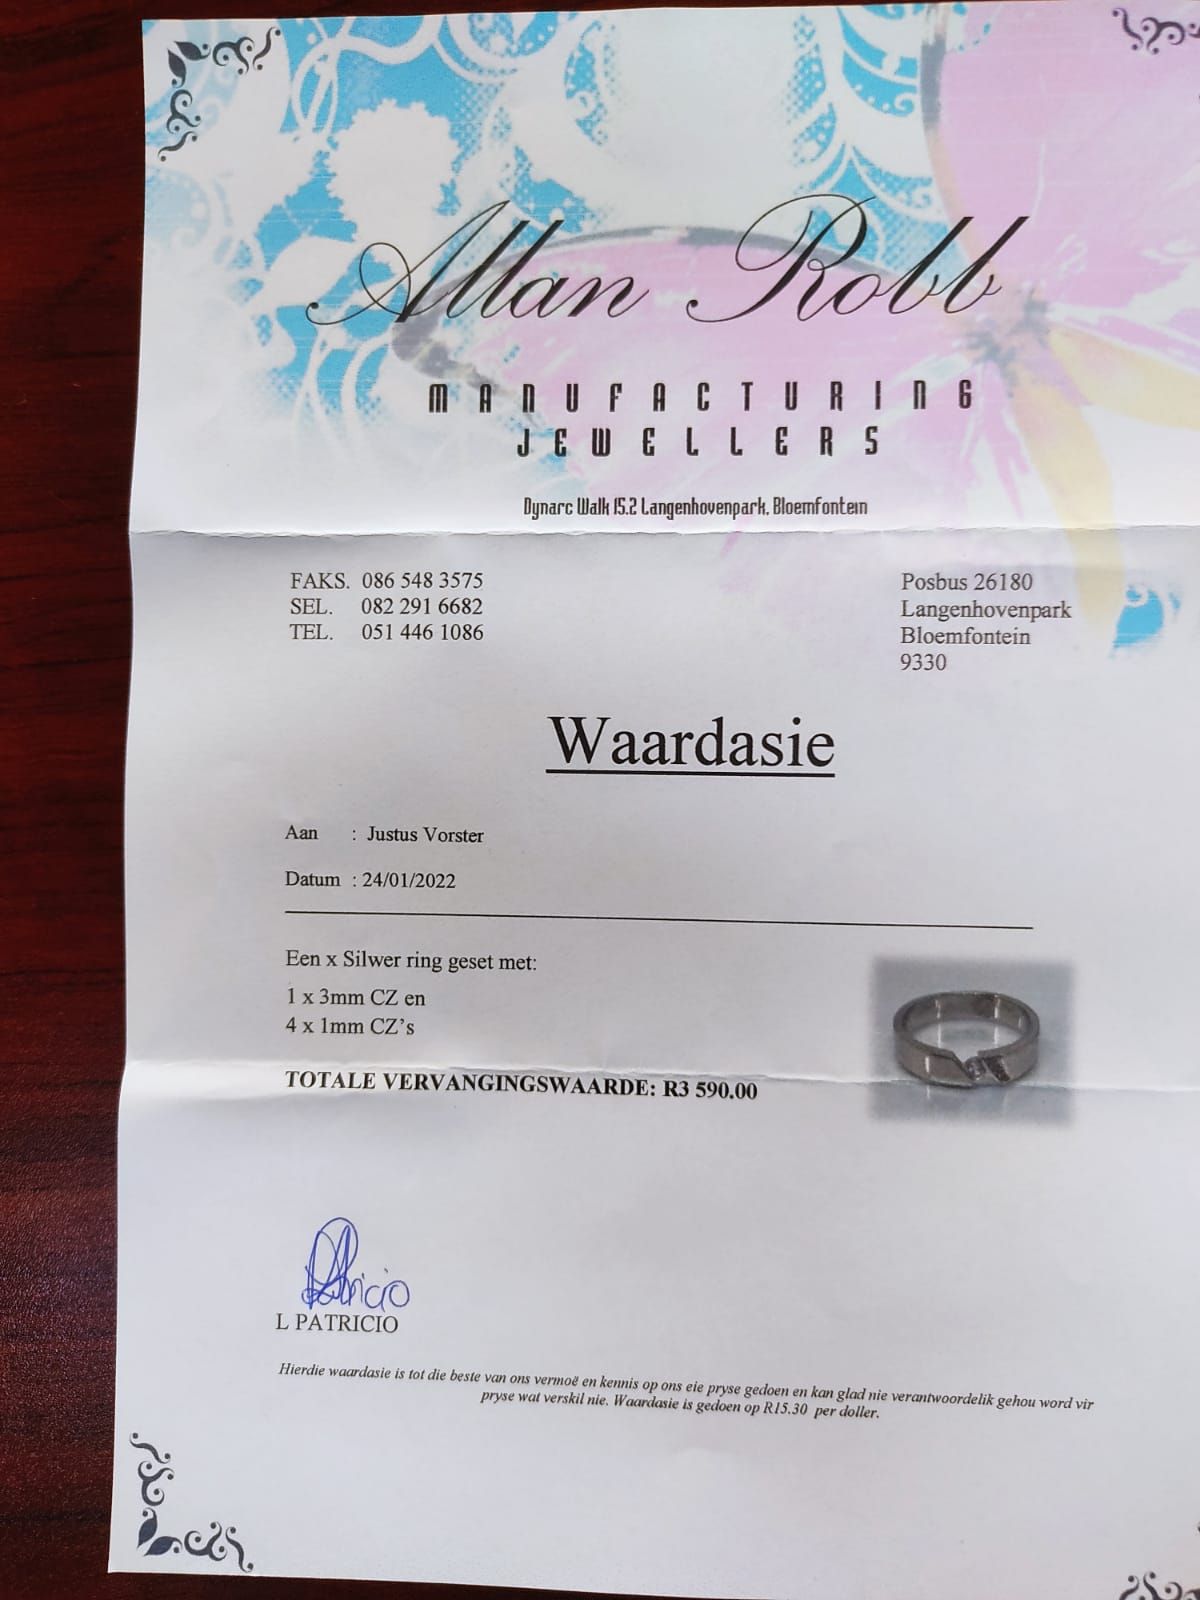 Allan Robb
MANUFACTURING
JEWELLERS
Dynarc Walk 15.2 Langenhovenpark, Bloemfontein
FAKS. 086 548 3575
SEL. 082 291 6682
TEL. 051 446 1086
Posbus 26180
Langenhovenpark
Bloemfontein
9330
Waardasie
Aan : Justus Vorster
Datum : 24/01/2022
Een x Silwer ring geset met:
1 x 3mm CZ en
4 x 1mm CZ's
TOTALE VERVANGINGSWAARDE: R3 590.00
Patricio
L PATRICIO
Hierdie waardasie is tot die beste van ons vermoë en kennis op ons eie pryse gedoen en kan glad nie verantwoordelik gehou word vir
pryse wat verskil nie. Waardasie is gedoen op R15.30 per doller.